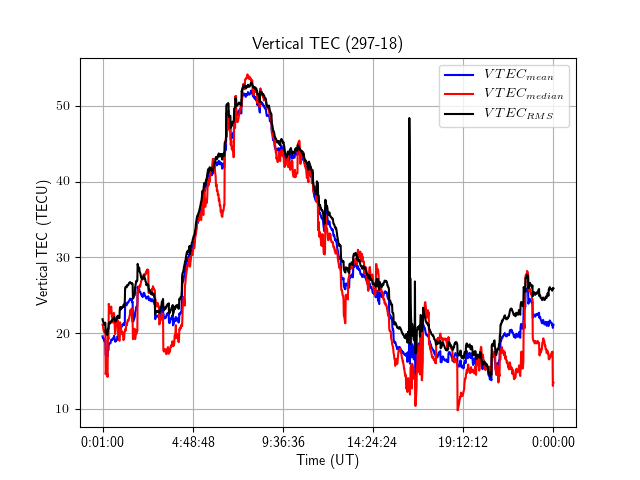 Vertical TEC (297-18)
VTEC_mean
VTEC_median
VTEC_RMS
Vertical TEC (TECU)
50
40
30
20
10
0:01:00 4:48:48 9:36:36 14:24:24 19:12:12 0:00:00
Time (UT)